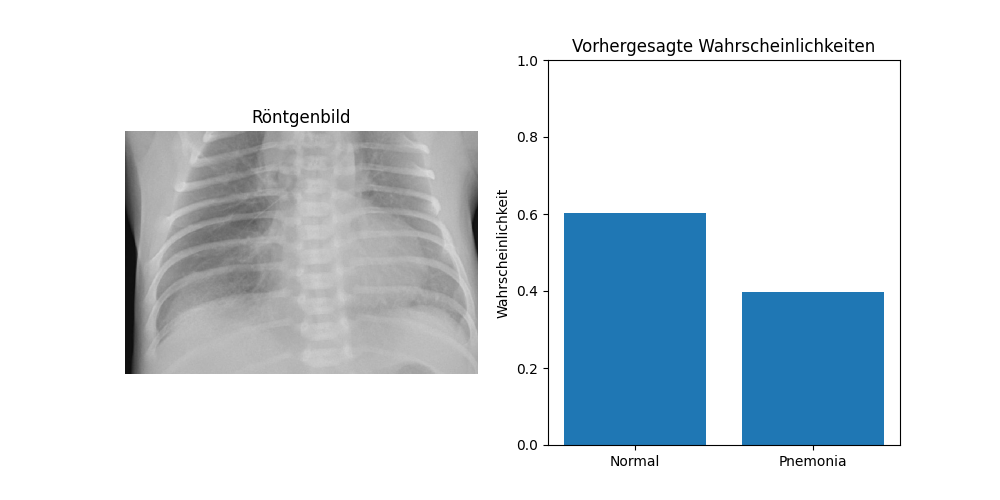 Röntgenbild
Vorhergesagte Wahrscheinlichkeiten
Wahrscheinlichkeit
1.0
0.8
0.6
0.4
0.2
0.0
Normal
Pnemonia